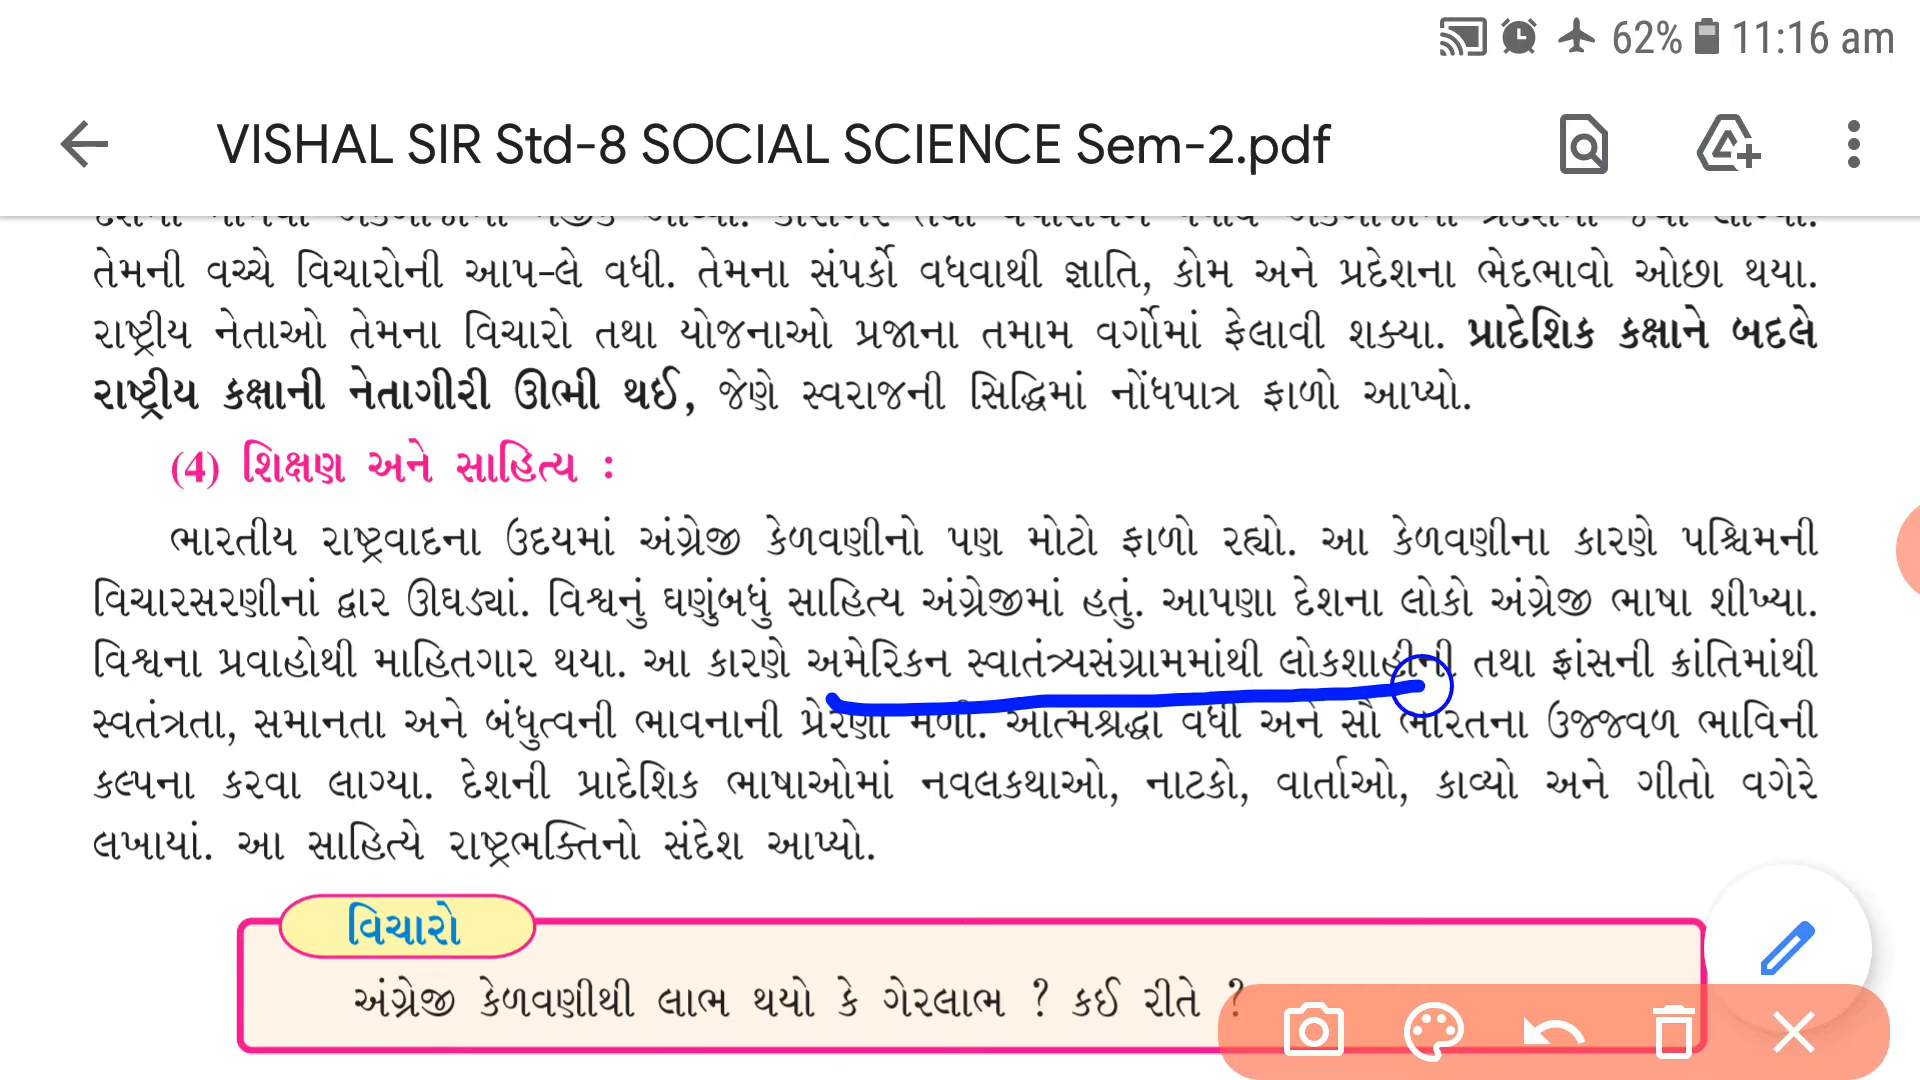 62% 11:16 am
VISHAL SIR Std-8 SOCIAL SCIENCE Sem-2.pdf
તેમની વચ્ચે વિચારોની આપ-લે વધી. તેમના સંપર્કો વધવાથી જ્ઞાતિ, કોમ અને પ્રદેશના ભેદભાવો ઓછા થયા.
રાષ્ટ્રીય નેતાઓ તેમના વિચારો તથા યોજનાઓ પ્રજાના તમામ વર્ગોમાં ફેલાવી શક્યા. પ્રાદેશિક કક્ષાને બદલે
રાષ્ટ્રીય કક્ષાની નેતાગીરી ઊભી થઈ, જેણે સ્વરાજની સિદ્ધિમાં નોંધપાત્ર ફાળો આપ્યો.
(4) શિક્ષણ અને સાહિત્ય :
ભારતીય રાષ્ટ્રવાદના ઉદયમાં અંગ્રેજી કેળવણીનો પણ મોટો ફાળો રહ્યો. આ કેળવણીના કારણે પશ્ચિમની
વિચારસરણીનાં દ્વાર ઊઘડ્યાં. વિશ્વનું ઘણુંબધું સાહિત્ય અંગ્રેજીમાં હતું. આપણા દેશના લોકો અંગ્રેજી ભાષા શીખ્યા.
વિશ્વના પ્રવાહોથી માહિતગાર થયા. આ કારણે અમેરિકન સ્વાતંત્ર્યસંગ્રામમાંથી લોકશાહીની તથા ફ્રાંસની ક્રાંતિમાંથી
સ્વતંત્રતા, સમાનતા અને બંધુત્વની ભાવનાની પ્રેરણા મળી. આત્મશ્રદ્ધા વધી અને સૌ ભારતના ઉજ્જવળ ભાવિની
કલ્પના કરવા લાગ્યા. દેશની પ્રાદેશિક ભાષાઓમાં નવલકથાઓ, નાટકો, વાર્તાઓ, કાવ્યો અને ગીતો વગેરે
લખાયાં. આ સાહિત્યે રાષ્ટ્રભક્તિનો સંદેશ આપ્યો.
વિચારો
અંગ્રેજી કેળવણીથી લાભ થયો કે ગેરલાભ ? કઈ રીતે ?